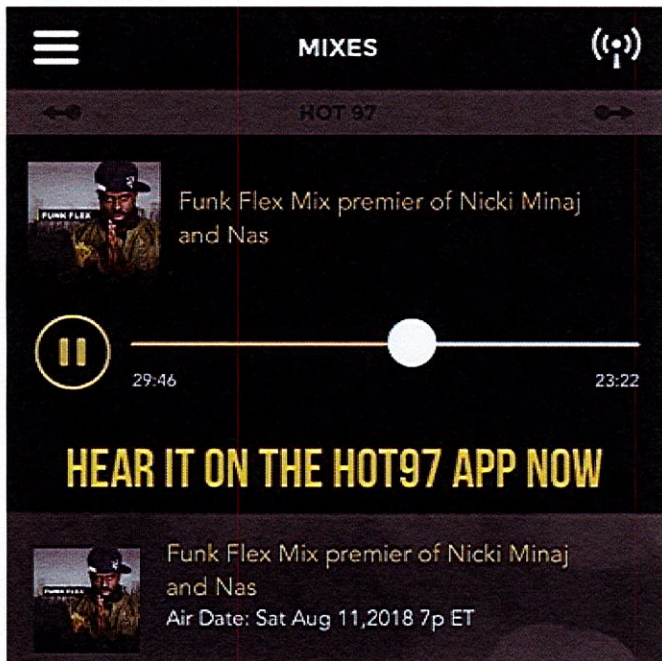 MIXES
HOT 97
FUNK FLEX
Funk Flex Mix premier of Nicki Minaj
and Nas
29:46
23:22
HEAR IT ON THE HOT97 APP NOW
FUNK FLEX
Funk Flex Mix premier of Nicki Minaj
and Nas
Air Date: Sat Aug 11,2018 7p ET